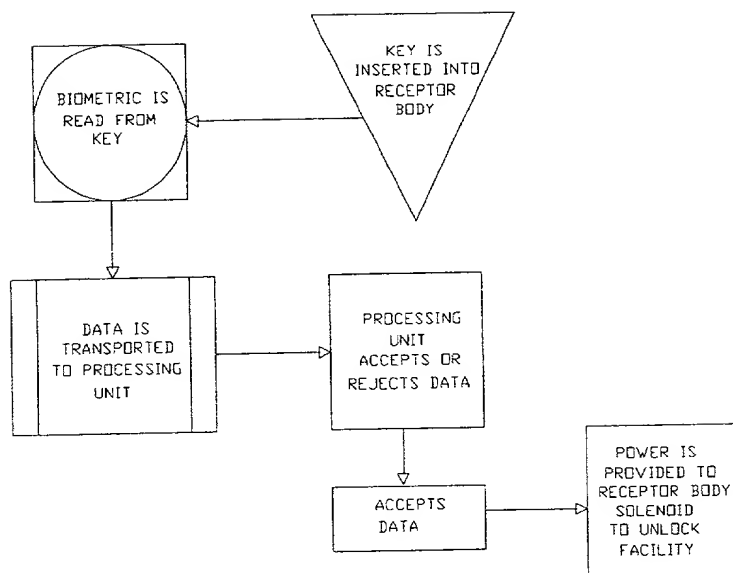 KEY IS
INSERTED INTO
RECEPTOR
BODY
BIOMETRIC IS
READ FROM
KEY
DATA IS
TRANSPORTED
TO PROCESSING
UNIT
PROCESSING
UNIT
ACCEPTS OR
REJECTS DATA
ACCEPTS
DATA
POWER IS
PROVIDED TO
RECEPTOR BODY
SOLENOID
TO UNLOCK
FACILITY